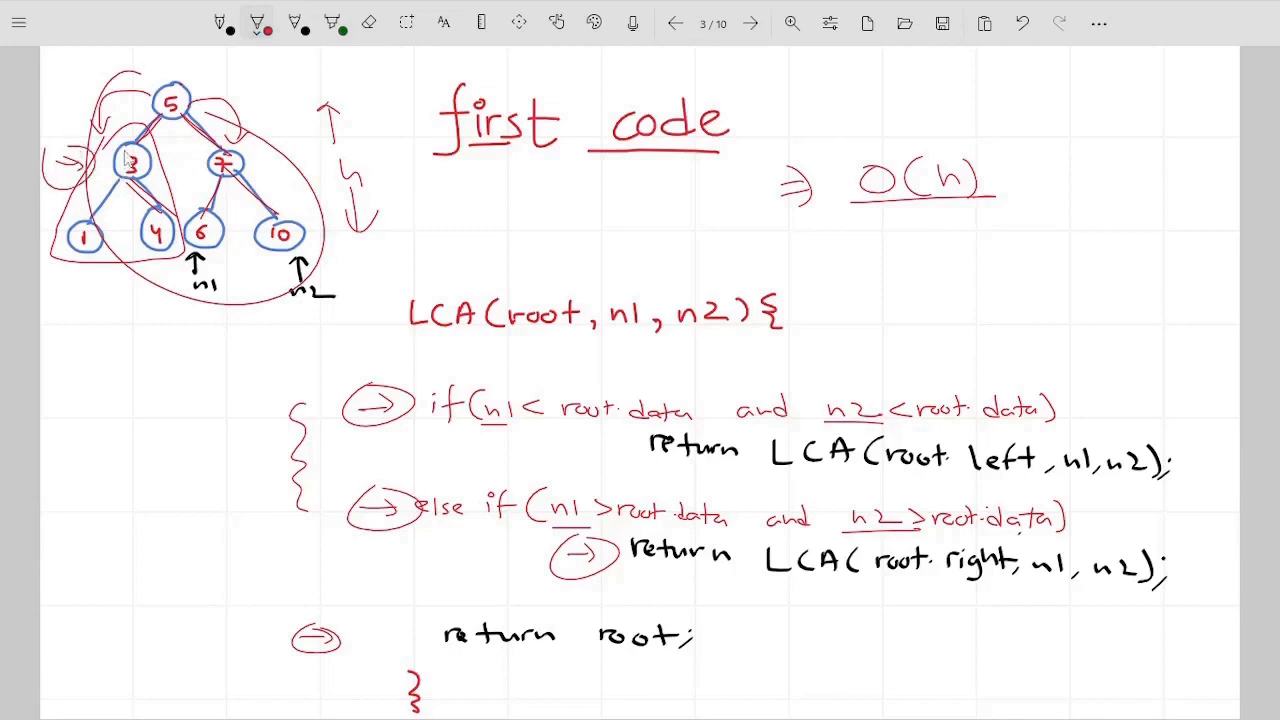 3 / 10
5
first code
3
7
h
⇒ O(h)
1
4
6
10
n1
n2
LCA(root, n1, n2){
→ if(n1< root.data and n2 <root.data)
return LCA(root.left, n1,n2);
→ else if (n1 >root.data and n2 >root.data)
→ return LCA( root.right, n1, n2);
→ return root;
}